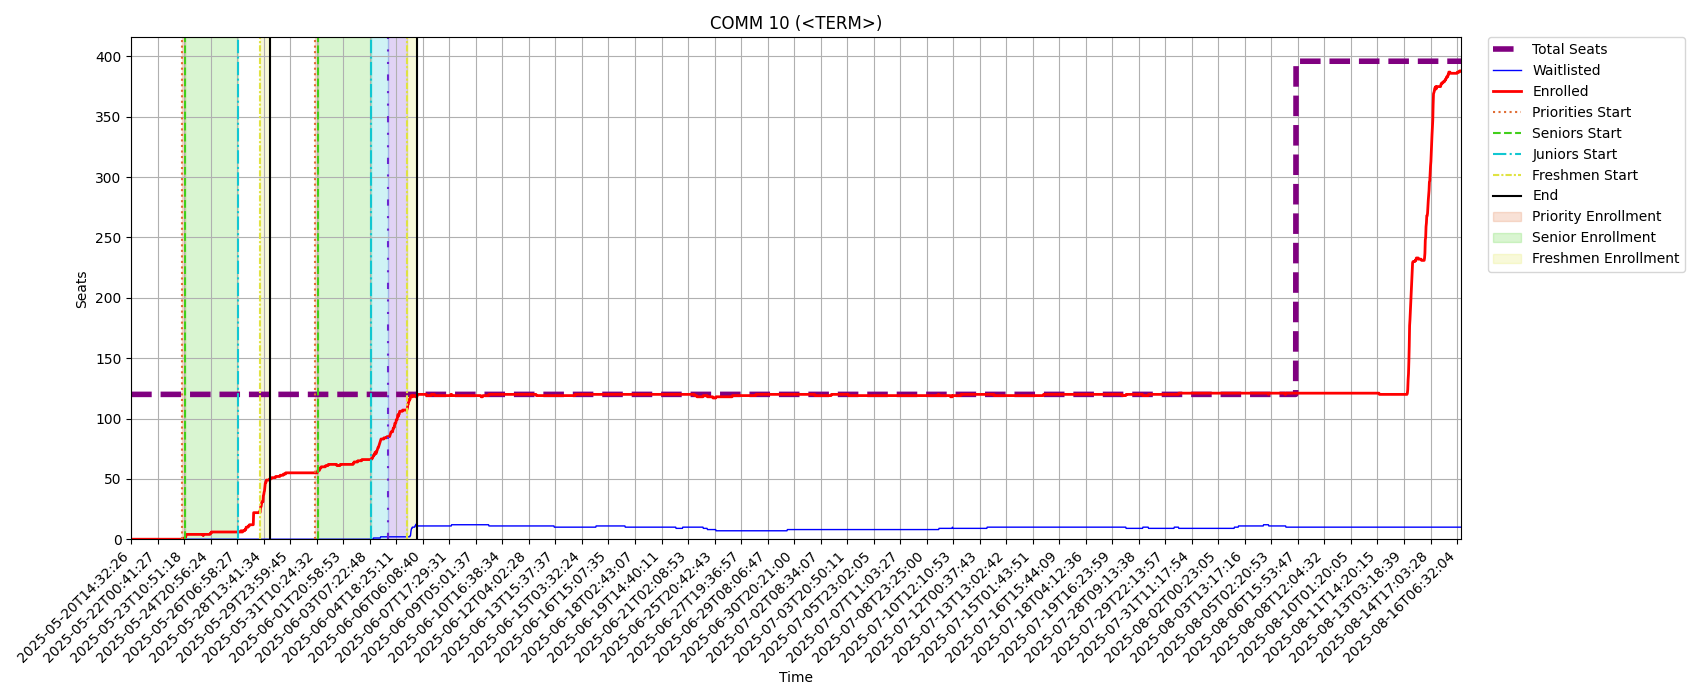 COMM 10 (<TERM>)
Seats
400
350
300
250
200
150
100
50
0
2025-05-20T14:32:26
2025-05-22T00:41:27
2025-05-23T10:51:18
2025-05-24T20:56:24
2025-05-26T06:58:27
2025-05-28T13:41:34
2025-05-29T23:59:45
2025-05-31T10:24:32
2025-06-01T20:58:53
2025-06-03T07:22:48
2025-06-04T18:25:11
2025-06-06T06:08:40
2025-06-07T17:29:31
2025-06-09T05:01:37
2025-06-10T16:38:34
2025-06-12T04:02:28
2025-06-13T15:37:37
2025-06-15T03:32:24
2025-06-16T15:07:35
2025-06-18T02:43:07
2025-06-19T14:40:11
2025-06-21T02:08:53
2025-06-25T20:42:43
2025-06-27T19:36:57
2025-06-29T08:06:47
2025-06-30T20:21:00
2025-07-02T08:34:07
2025-07-03T20:50:11
2025-07-05T23:02:05
2025-07-07T11:03:27
2025-07-08T23:25:00
2025-07-10T12:10:53
2025-07-12T00:37:43
2025-07-13T13:02:42
2025-07-15T01:43:51
2025-07-16T15:44:09
2025-07-18T04:12:36
2025-07-19T16:23:59
2025-07-28T09:13:38
2025-07-29T22:13:57
2025-07-31T11:17:54
2025-08-02T00:23:05
2025-08-03T13:17:16
2025-08-05T02:20:53
2025-08-06T15:53:47
2025-08-08T12:04:32
2025-08-10T01:20:05
2025-08-11T14:20:15
2025-08-13T03:18:39
2025-08-14T17:03:28
2025-08-16T06:32:04
Time
Total Seats
Waitlisted
Enrolled
Priorities Start
Seniors Start
Juniors Start
Freshmen Start
End
Priority Enrollment
Senior Enrollment
Freshmen Enrollment